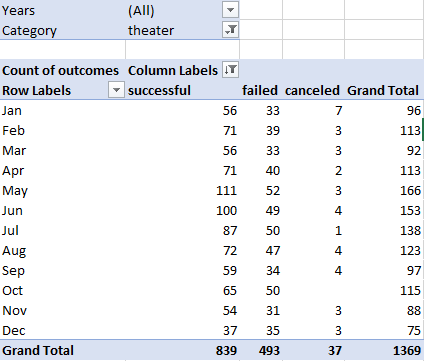 Years (All)
Category theater
Count of outcomes Column Labels
Row Labels successful failed canceled Grand Total
Jan 56 33 7 96
Feb 71 39 3 113
Mar 56 33 3 92
Apr 71 40 2 113
May 111 52 3 166
Jun 100 49 4 153
Jul 87 50 1 138
Aug 72 47 4 123
Sep 59 34 4 97
Oct 65 50 115
Nov 54 31 3 88
Dec 37 35 3 75
Grand Total 839 493 37 1369